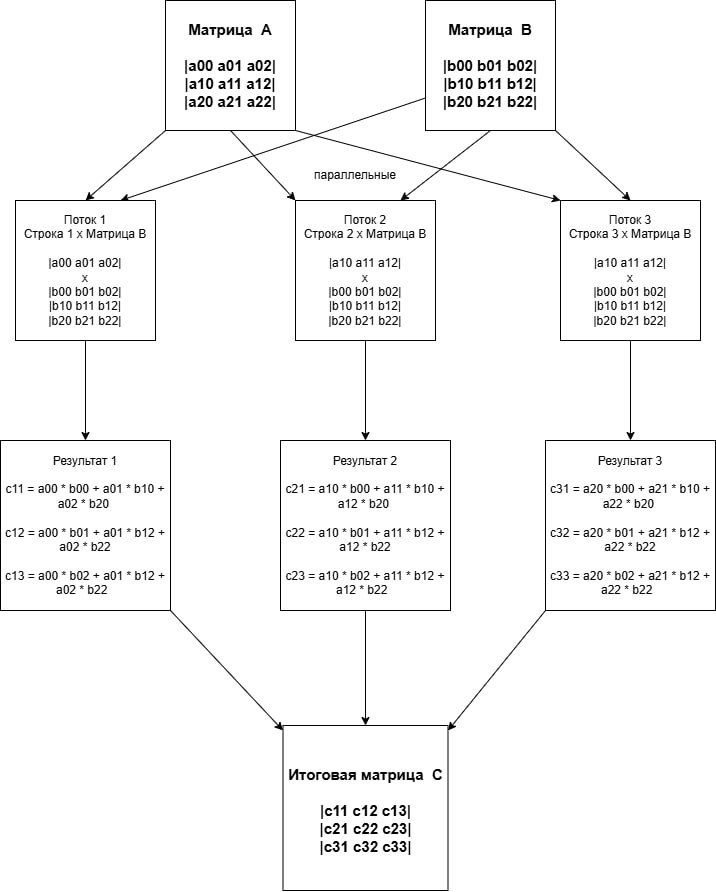 Матрица А
|a00 a01 a02|
|a10 a11 a12|
|a20 a21 a22|
Матрица В
|b00 b01 b02|
|b10 b11 b12|
|b20 b21 b22|
параллельные
Поток 1
Строка 1 x Матрица B
|a00 a01 a02|
x
|b00 b01 b02|
|b10 b11 b12|
|b20 b21 b22|
Поток 2
Строка 2 x Матрица B
|a10 a11 a12|
x
|b00 b01 b02|
|b10 b11 b12|
|b20 b21 b22|
Поток 3
Строка 3 x Матрица B
|a10 a11 a12|
x
|b00 b01 b02|
|b10 b11 b12|
|b20 b21 b22|
Результат 1
c11 = a00 * b00 + a01 * b10 +
a02 * b20
c12 = a00 * b01 + a01 * b12 +
a02 * b22
c13 = a00 * b02 + a01 * b12 +
a02 * b22
Результат 2
c21 = a10 * b00 + a11 * b10 +
a12 * b20
c22 = a10 * b01 + a11 * b12 +
a12 * b22
c23 = a10 * b02 + a11 * b12 +
a12 * b22
Результат 3
c31 = a20 * b00 + a21 * b10 +
a22 * b20
c32 = a20 * b01 + a21 * b12 +
a22 * b22
c33 = a20 * b02 + a21 * b12 +
a22 * b22
Итоговая матрица С
|c11 c12 c13|
|c21 c22 c23|
|c31 c32 c33|